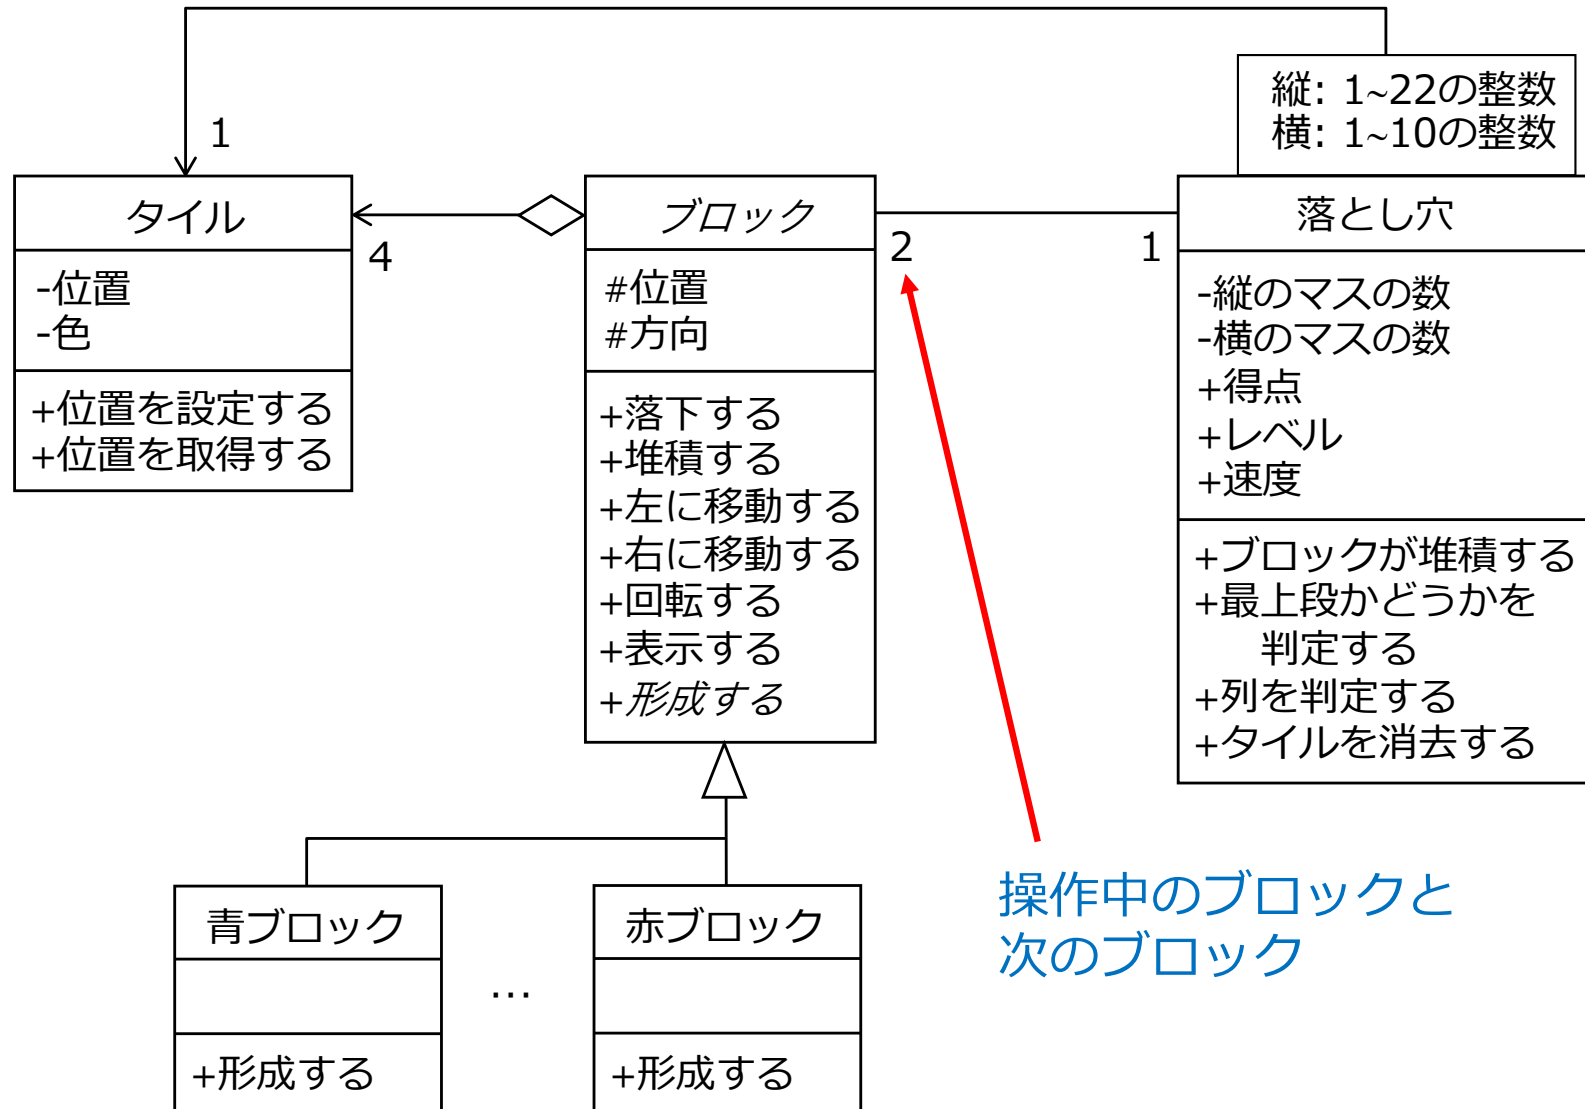 縦: 1~22の整数
横: 1~10の整数
1
タイル
-位置
-色
+位置を設定する
+位置を取得する
4
ブロック
#位置
#方向
+落下する
+堆積する
+左に移動する
+右に移動する
+回転する
+表示する
+形成する
2
1
落とし穴
-縦のマスの数
-横のマスの数
+得点
+レベル
+速度
+ブロックが堆積する
+最上段かどうかを
判定する
+列を判定する
+タイルを消去する
操作中のブロックと
次のブロック
青ブロック
+形成する
…
赤ブロック
+形成する